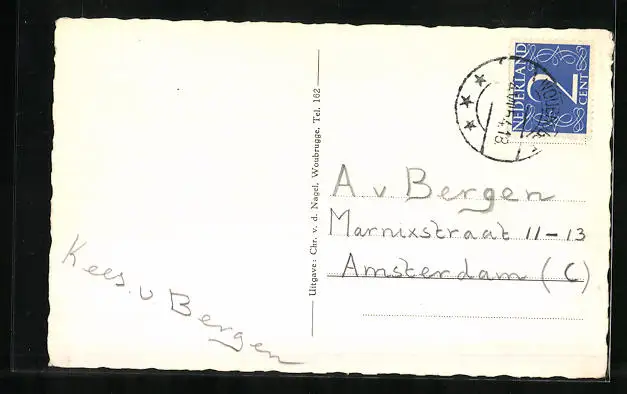 Kees. v Bergen
Uitgave: Chr. v. d. Nagel, Woubrugge, Tel. 162
NEDERLAND
2
CENT
A v Bergen
Marnixstraat 11-13
Amsterdam (C)